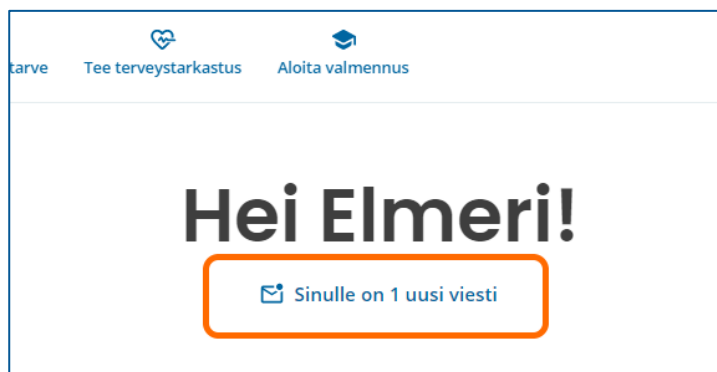 tarve Tee terveystarkastus Aloita valmennus
Hei Elmeri!
Sinulle on 1 uusi viesti